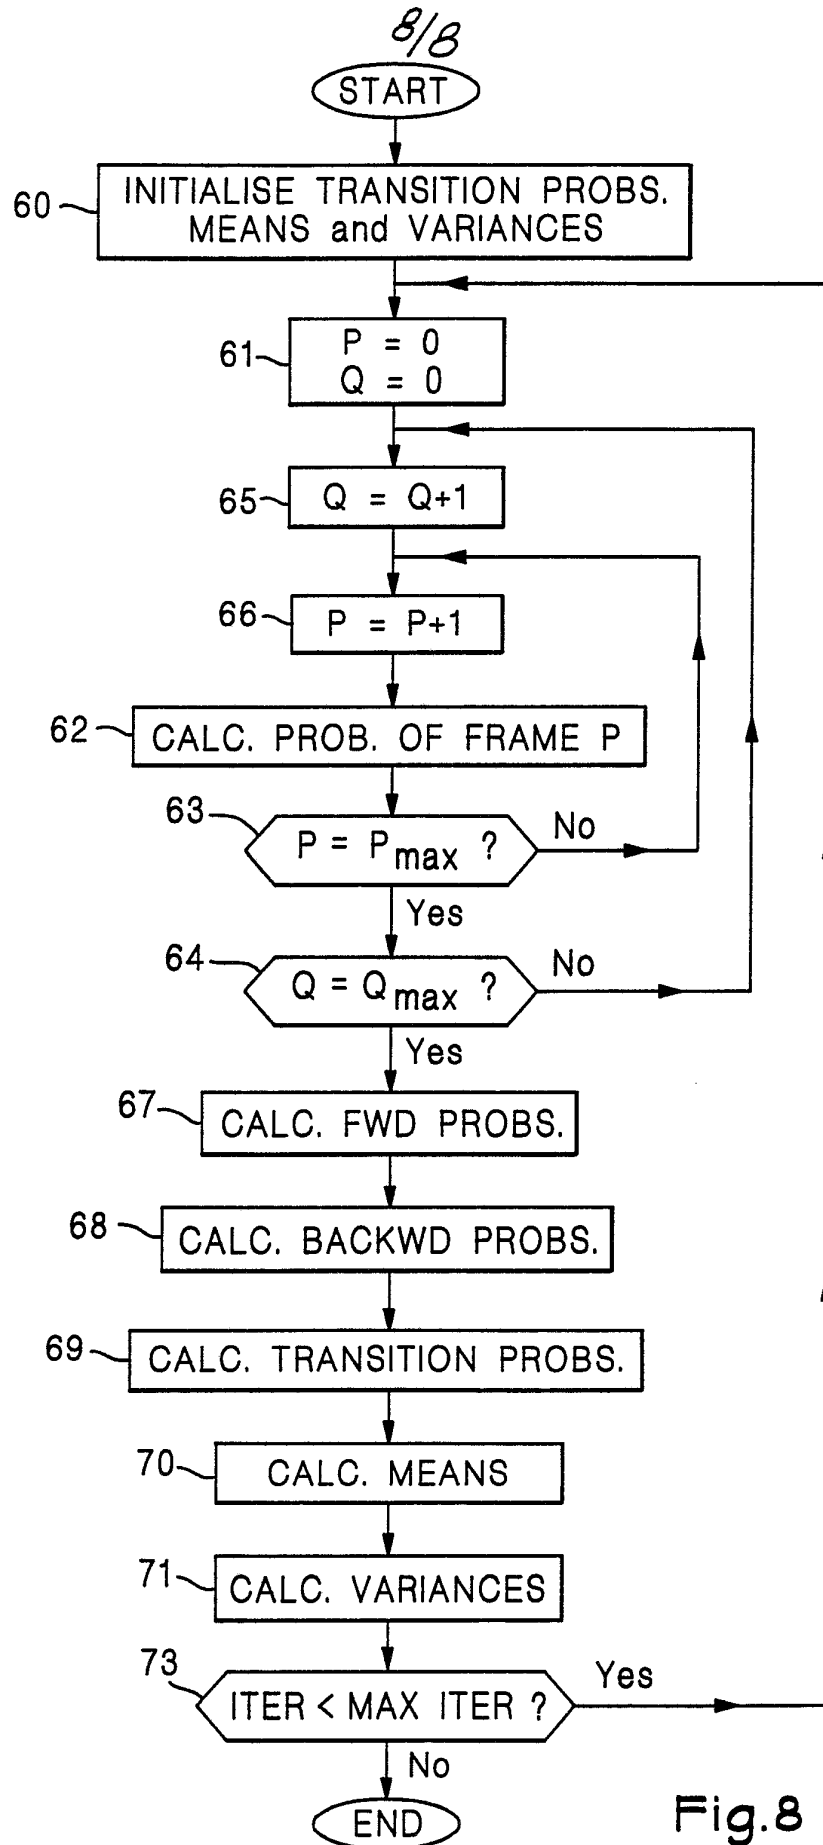 8/8
START
60
INITIALISE TRANSITION PROBS.
MEANS and VARIANCES
61
P = 0
Q = 0
65
Q = Q+1
66
P = P+1
62
CALC. PROB. OF FRAME P
63
P = Pmax ?
No
Yes
64
Q = Qmax ?
No
Yes
67
CALC. FWD PROBS.
68
CALC. BACKWD PROBS.
69
CALC. TRANSITION PROBS.
70
CALC. MEANS
71
CALC. VARIANCES
73
ITER < MAX ITER ?
Yes
No
END
Fig.8